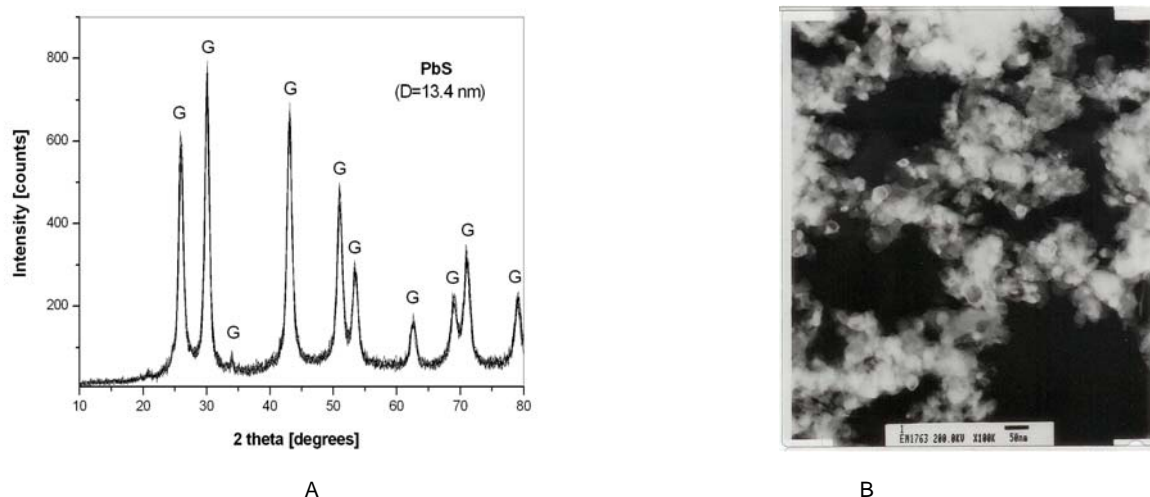 G
G
G
G
G
G
G
G
G
G
PbS
(D=13.4 nm)
Intensity [counts]
800
600
400
200
10 20 30 40 50 60 70 80
2 theta [degrees]
1
EM1763 200.0KV X100K 50nm
A B